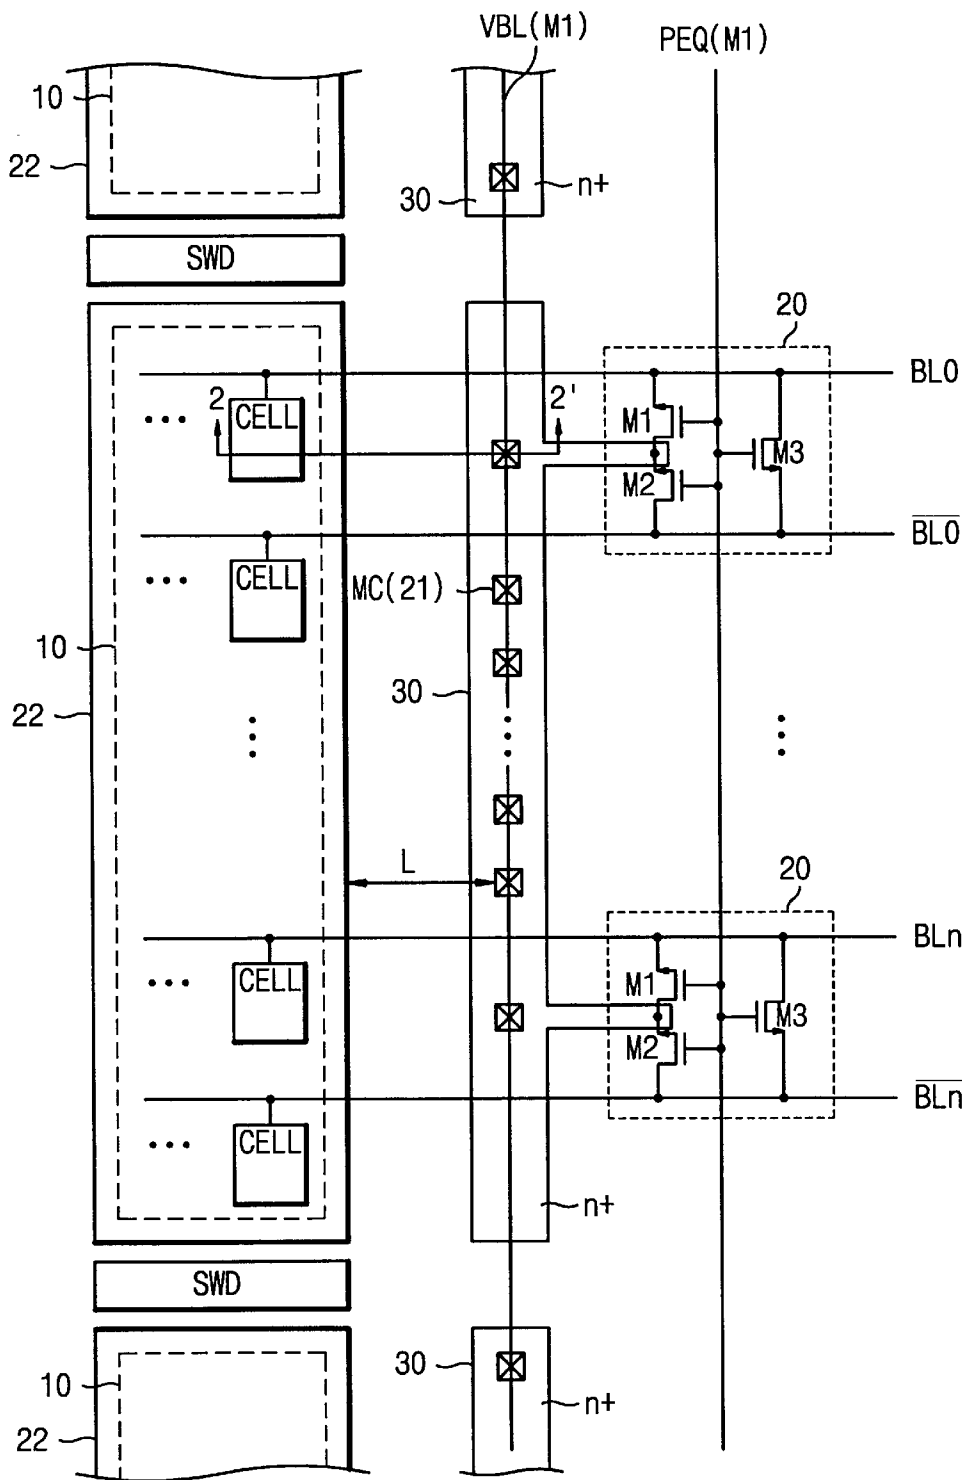 VBL(M1)
PEQ(M1)
10
22
30
n+
SWD
20
BL0
2
2'
CELL
M1
M3
M2
BL0
CELL
MC(21)
10
30
22
L
20
BLn
CELL
M1
M3
M2
BLn
CELL
n+
SWD
30
10
n+
22